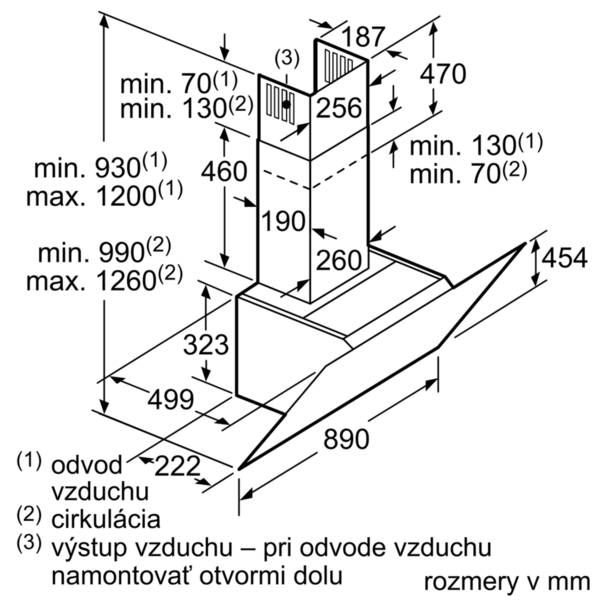 187
(3)
470
min. 70(1)
min. 130(2)
256
min. 130(1)
min. 70(2)
460
min. 930(1)
max. 1200(1)
190
min. 990(2)
max. 1260(2)
260
454
323
499
890
222
(1) odvod
vzduchu
(2) cirkulácia
(3) výstup vzduchu – pri odvode vzduchu
namontovať otvormi dolu
rozmery v mm